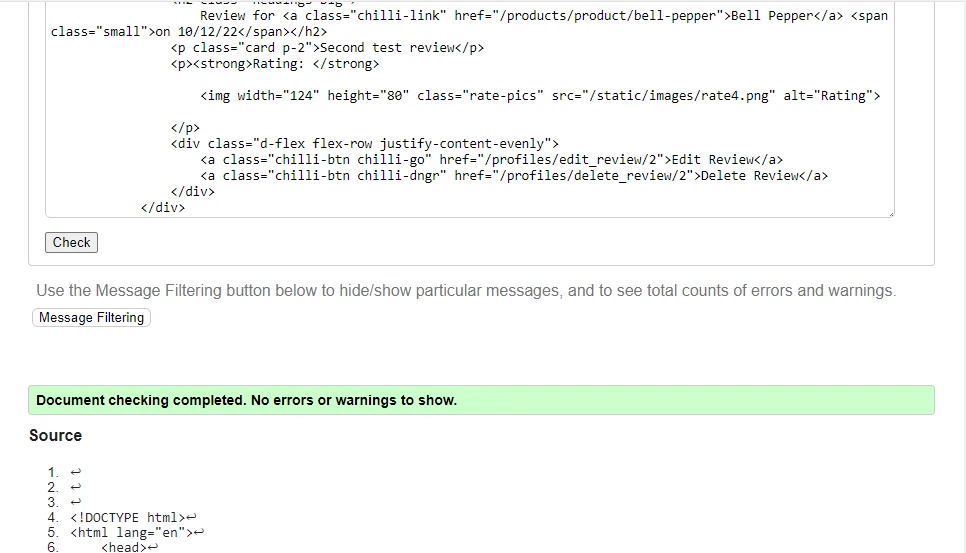 <h2 class="headings big">
Review for <a class="chilli-link" href="/products/product/bell-pepper">Bell Pepper</a> <span
class="small">on 10/12/22</span></h2>
<p class="card p-2">Second test review</p>
<p><strong>Rating: </strong>
<img width="124" height="80" class="rate-pics" src="/static/images/rate4.png" alt="Rating">
</p>
<div class="d-flex flex-row justify-content-evenly">
<a class="chilli-btn chilli-go" href="/profiles/edit_review/2">Edit Review</a>
<a class="chilli-btn chilli-dngr" href="/profiles/delete_review/2">Delete Review</a>
</div>
</div>
Check
Use the Message Filtering button below to hide/show particular messages, and to see total counts of errors and warnings.
Message Filtering
Document checking completed. No errors or warnings to show.
Source
1. ↩
2. ↩
3. ↩
4. <!DOCTYPE html>↩
5. <html lang="en">↩
6. <head>↩